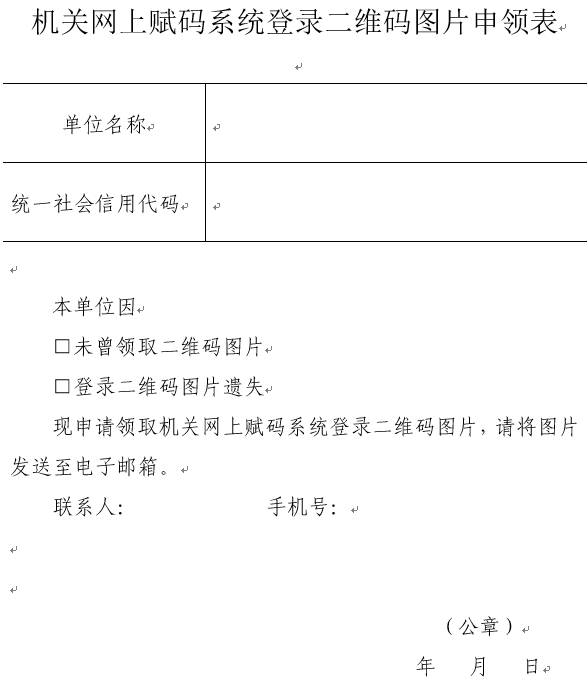 机关网上赋码系统登录二维码图片申领表
单位名称
统一社会信用代码
本单位因
□未曾领取二维码图片
□登录二维码图片遗失
现申请领取机关网上赋码系统登录二维码图片，请将图片
发送至电子邮箱。
联系人： 手机号：
（公章）
年 月 日